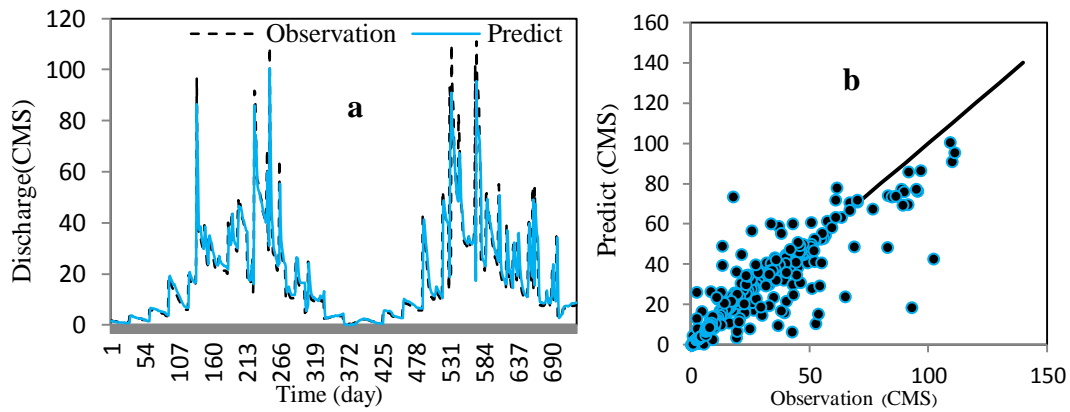 120
100
80
60
40
20
0
Observation Predict
a
Discharge(CMS)
1 54 107 160 213 266 319 372 425 478 531 584 637 690
Time (day)
160
140
120
100
80
60
40
20
0
b
Predict (CMS)
0 50 100 150
Observation (CMS)